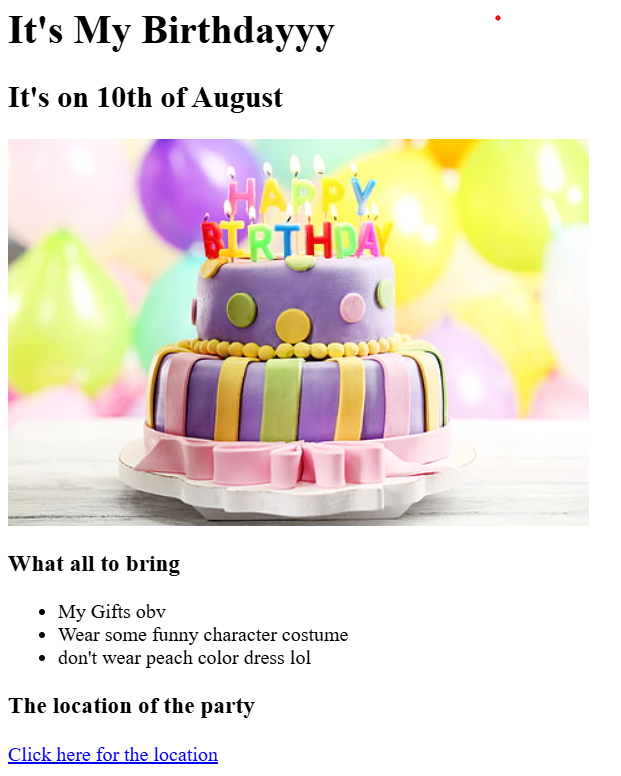 It's My Birthdayyy
It's on 10th of August
HAPPY
BIRTHDAY
What all to bring
My Gifts obv
Wear some funny character costume
don't wear peach color dress lol
The location of the party
Click here for the location